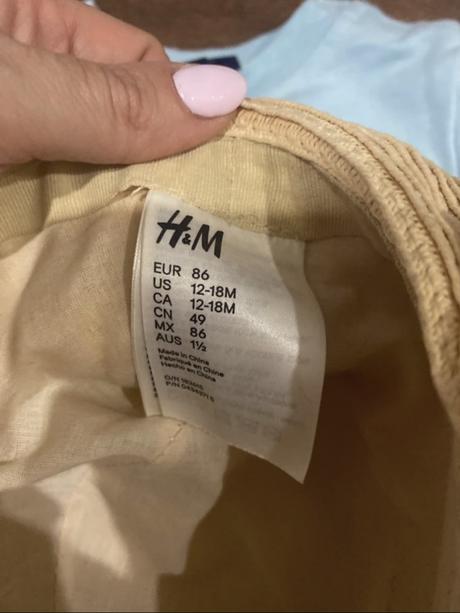 H&M
EUR 86
US 12-18M
CA 12-18M
CN 49
MX 86
AUS 1½
Made in China
Fabriqué en Chine
Hecho en China